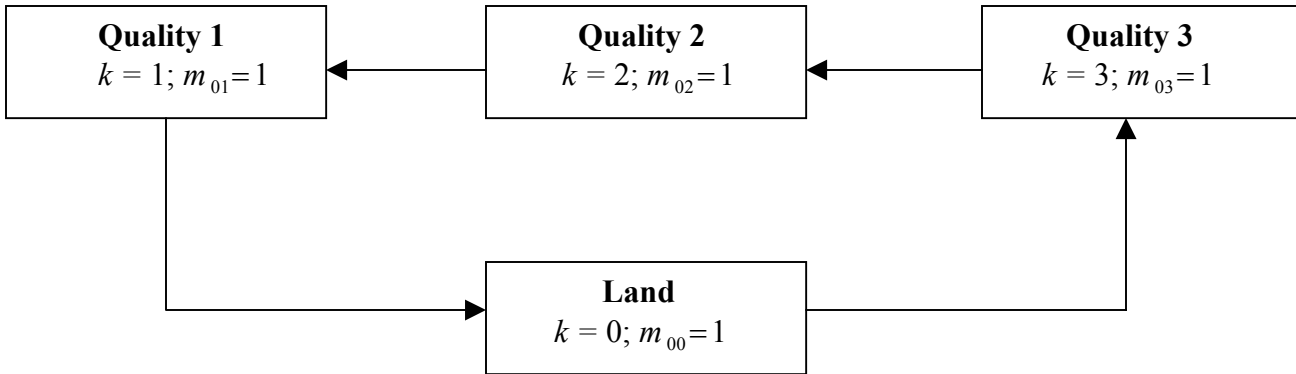 Quality 1
k = 1; m₀₁ = 1
Quality 2
k = 2; m₀₂ = 1
Quality 3
k = 3; m₀₃ = 1
Land
k = 0; m₀₀ = 1